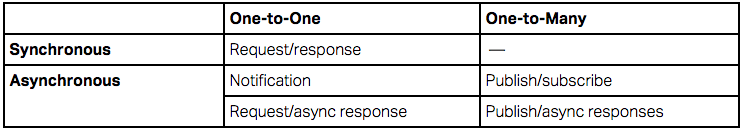 One-to-One One-to-Many
Synchronous Request/response —
Asynchronous Notification Publish/subscribe
Request/async response Publish/async responses